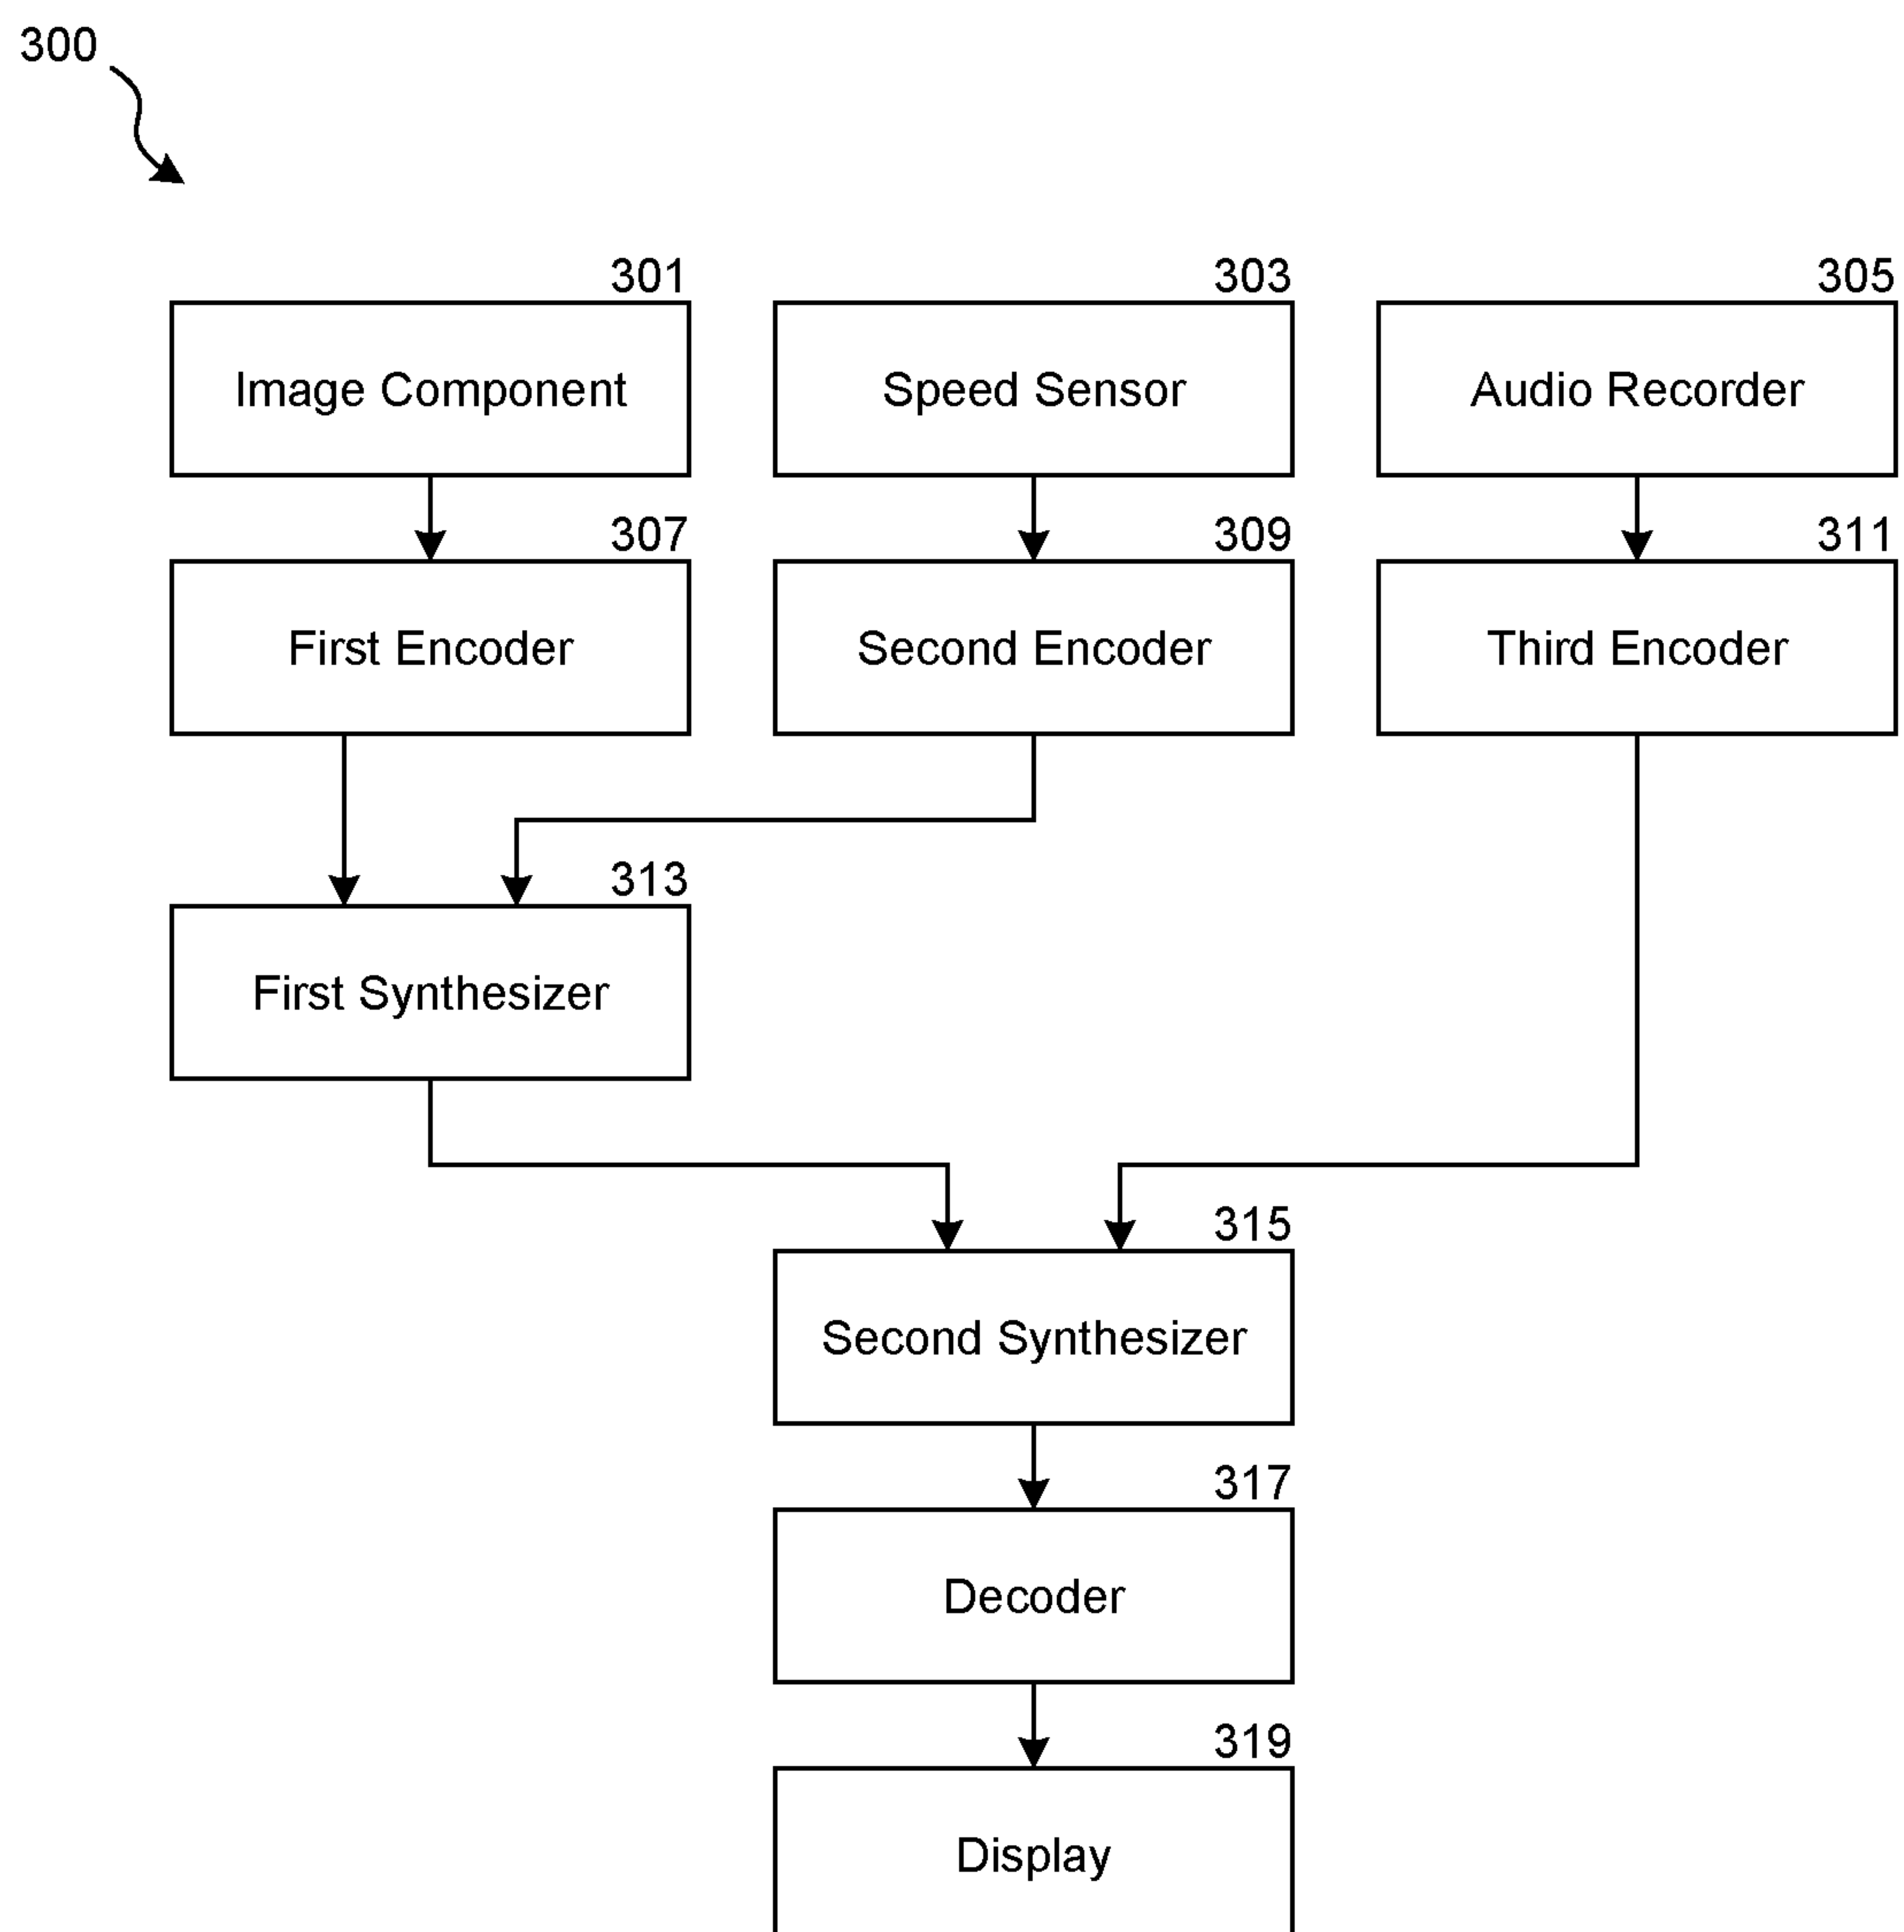 300
301
303
305
Image Component
Speed Sensor
Audio Recorder
307
309
311
First Encoder
Second Encoder
Third Encoder
313
First Synthesizer
315
Second Synthesizer
317
Decoder
319
Display